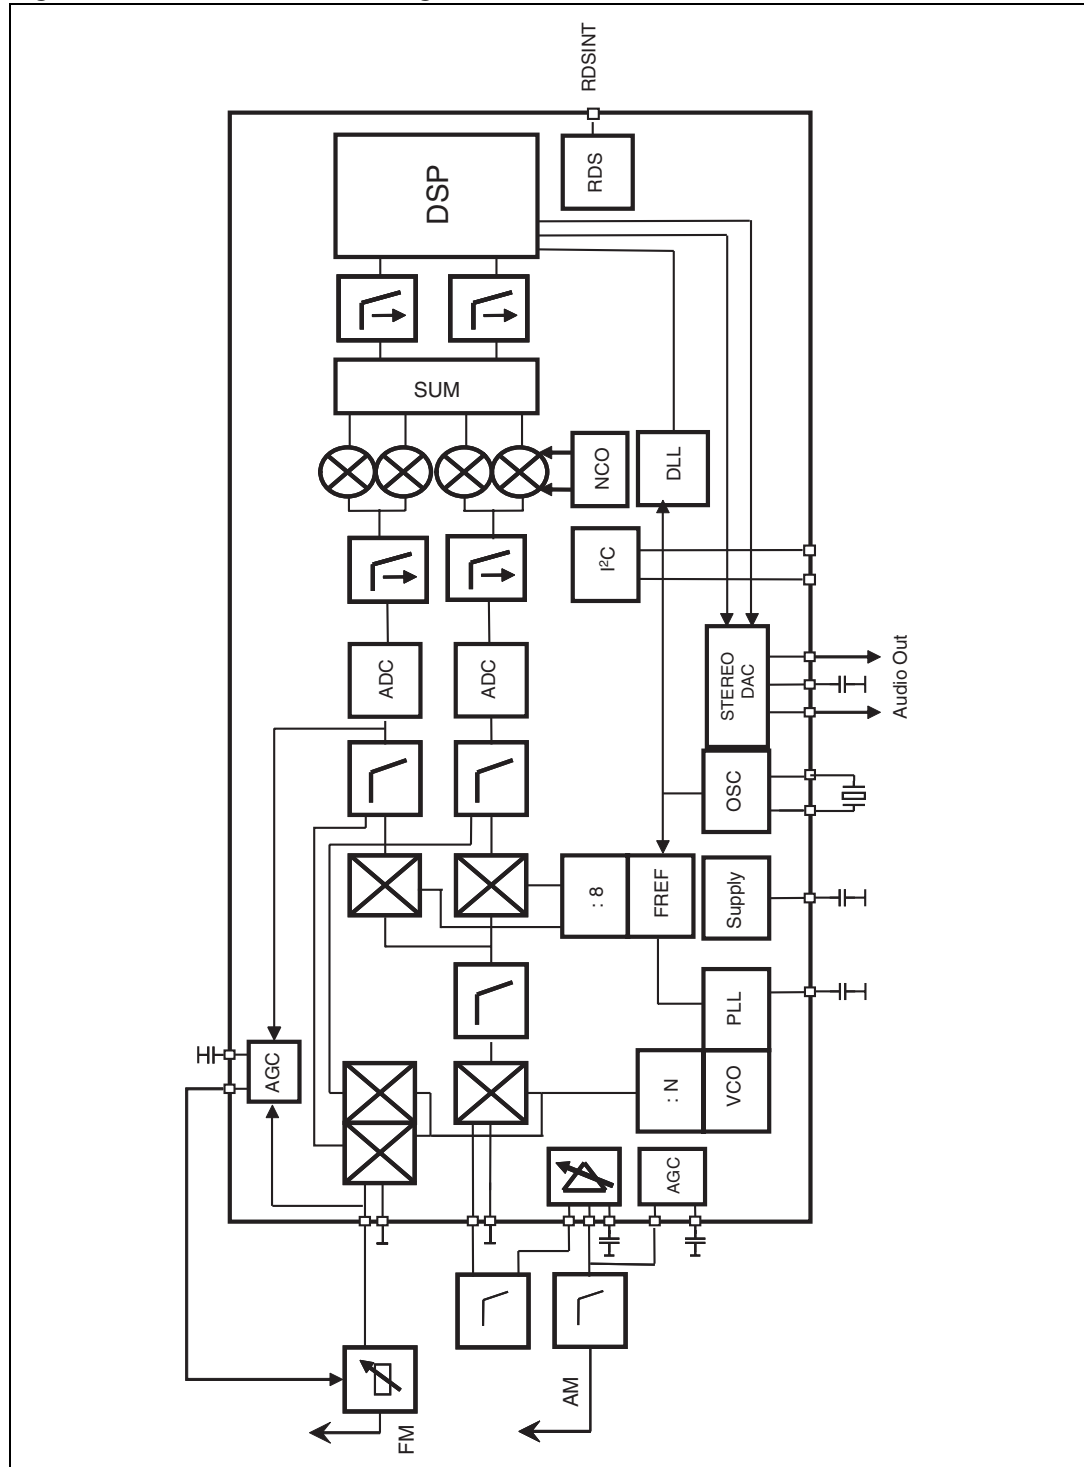 RDSINT
DSP
RDS
SUM
NCO
DLL
I²C
ADC
ADC
STEREO
DAC
Audio Out
OSC
: 8
FREF
Supply
AGC
: N
PLL
VCO
AGC
AM
FM